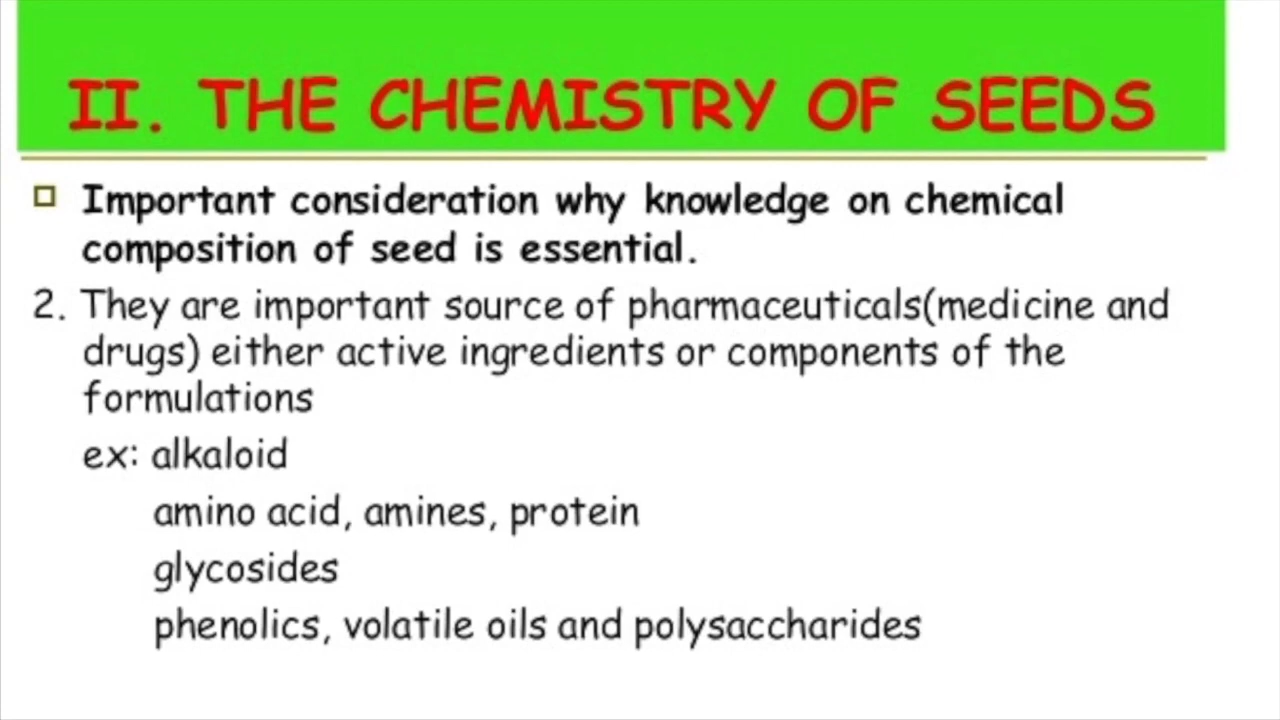 II. THE CHEMISTRY OF SEEDS
Important consideration why knowledge on chemical
composition of seed is essential.
2. They are important source of pharmaceuticals(medicine and
drugs) either active ingredients or components of the
formulations
ex: alkaloid
amino acid, amines, protein
glycosides
phenolics, volatile oils and polysaccharides